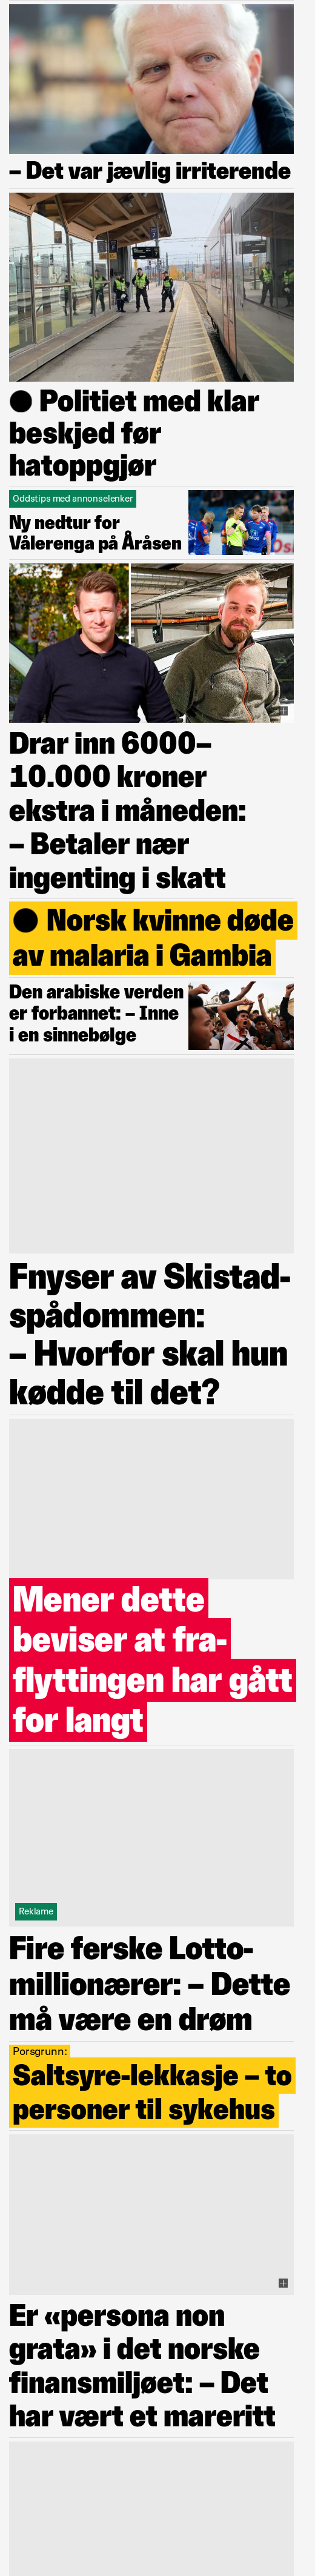 – Det var jævlig irriterende
● Politiet med klar
beskjed før
hatoppgjør
Oddstips med annonselenker
Ny nedtur for
Vålerenga på Åråsen
Drar inn 6000–
10.000 kroner
ekstra i måneden:
– Betaler nær
ingenting i skatt
● Norsk kvinne døde
av malaria i Gambia
Den arabiske verden
er forbannet: – Inne
i en sinnebølge
Fnyser av Skistad-
spådommen:
– Hvorfor skal hun
kødde til det?
Mener dette
beviser at fra-
flyttingen har gått
for langt
Reklame
Fire ferske Lotto-
millionærer: – Dette
må være en drøm
Porsgrunn:
Saltsyre-lekkasje – to
personer til sykehus
Er «persona non
grata» i det norske
finansmiljøet: – Det
har vært et mareritt